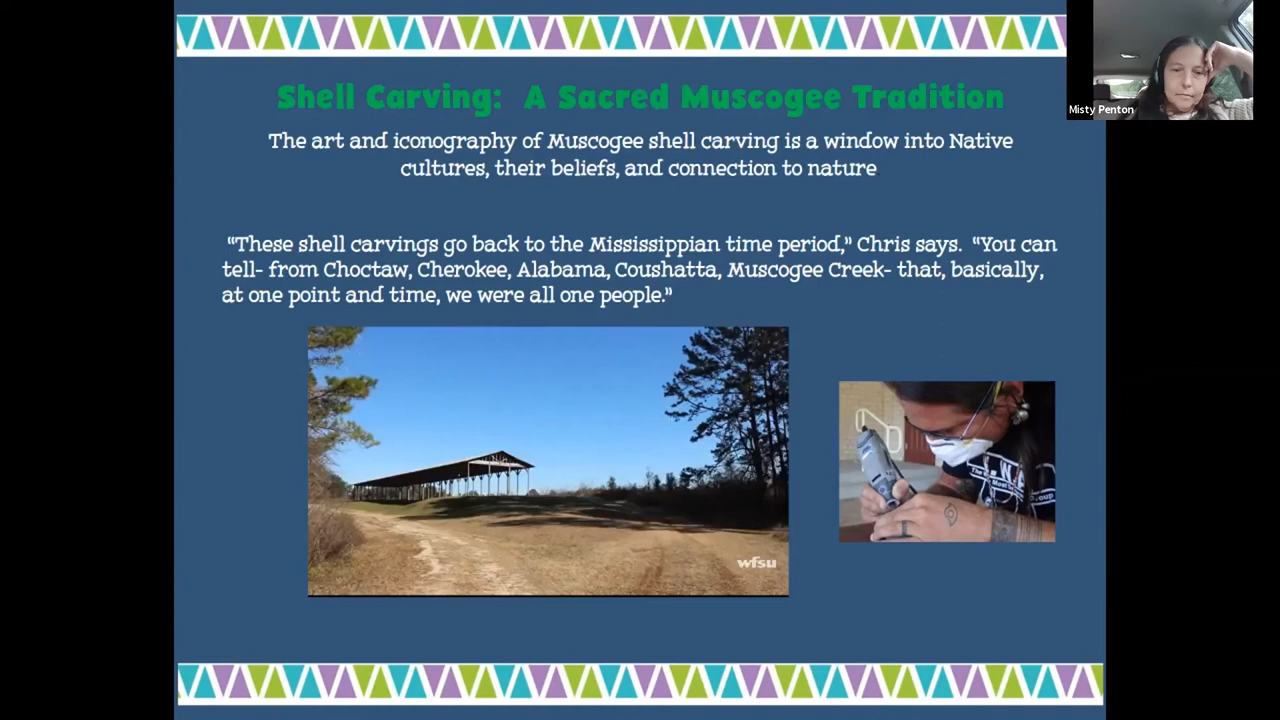 Misty Penton
Shell Carving: A Sacred Muscogee Tradition
The art and iconography of Muscogee shell carving is a window into Native
cultures, their beliefs, and connection to nature
“These shell carvings go back to the Mississippian time period,” Chris says. “You can
tell- from Choctaw, Cherokee, Alabama, Coushatta, Muscogee Creek- that, basically,
at one point and time, we were all one people.”
wfsu